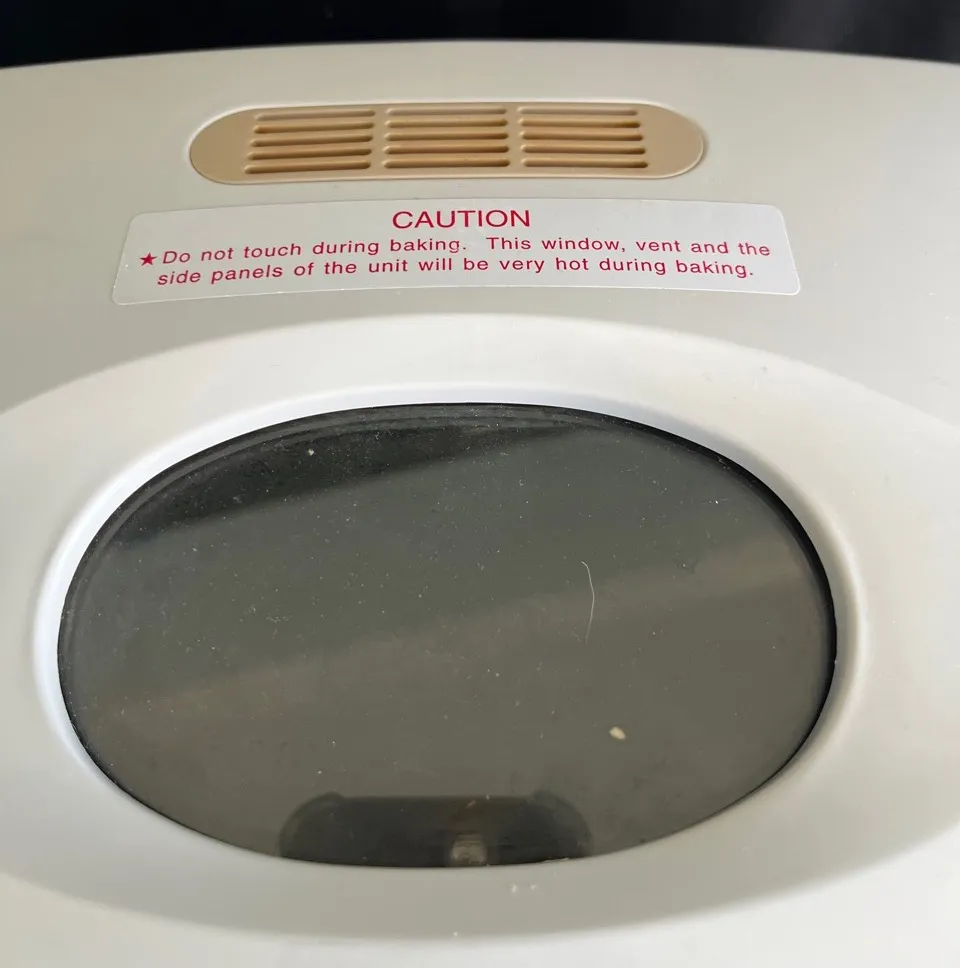 CAUTION
★Do not touch during baking. This window, vent and the
side panels of the unit will be very hot during baking.